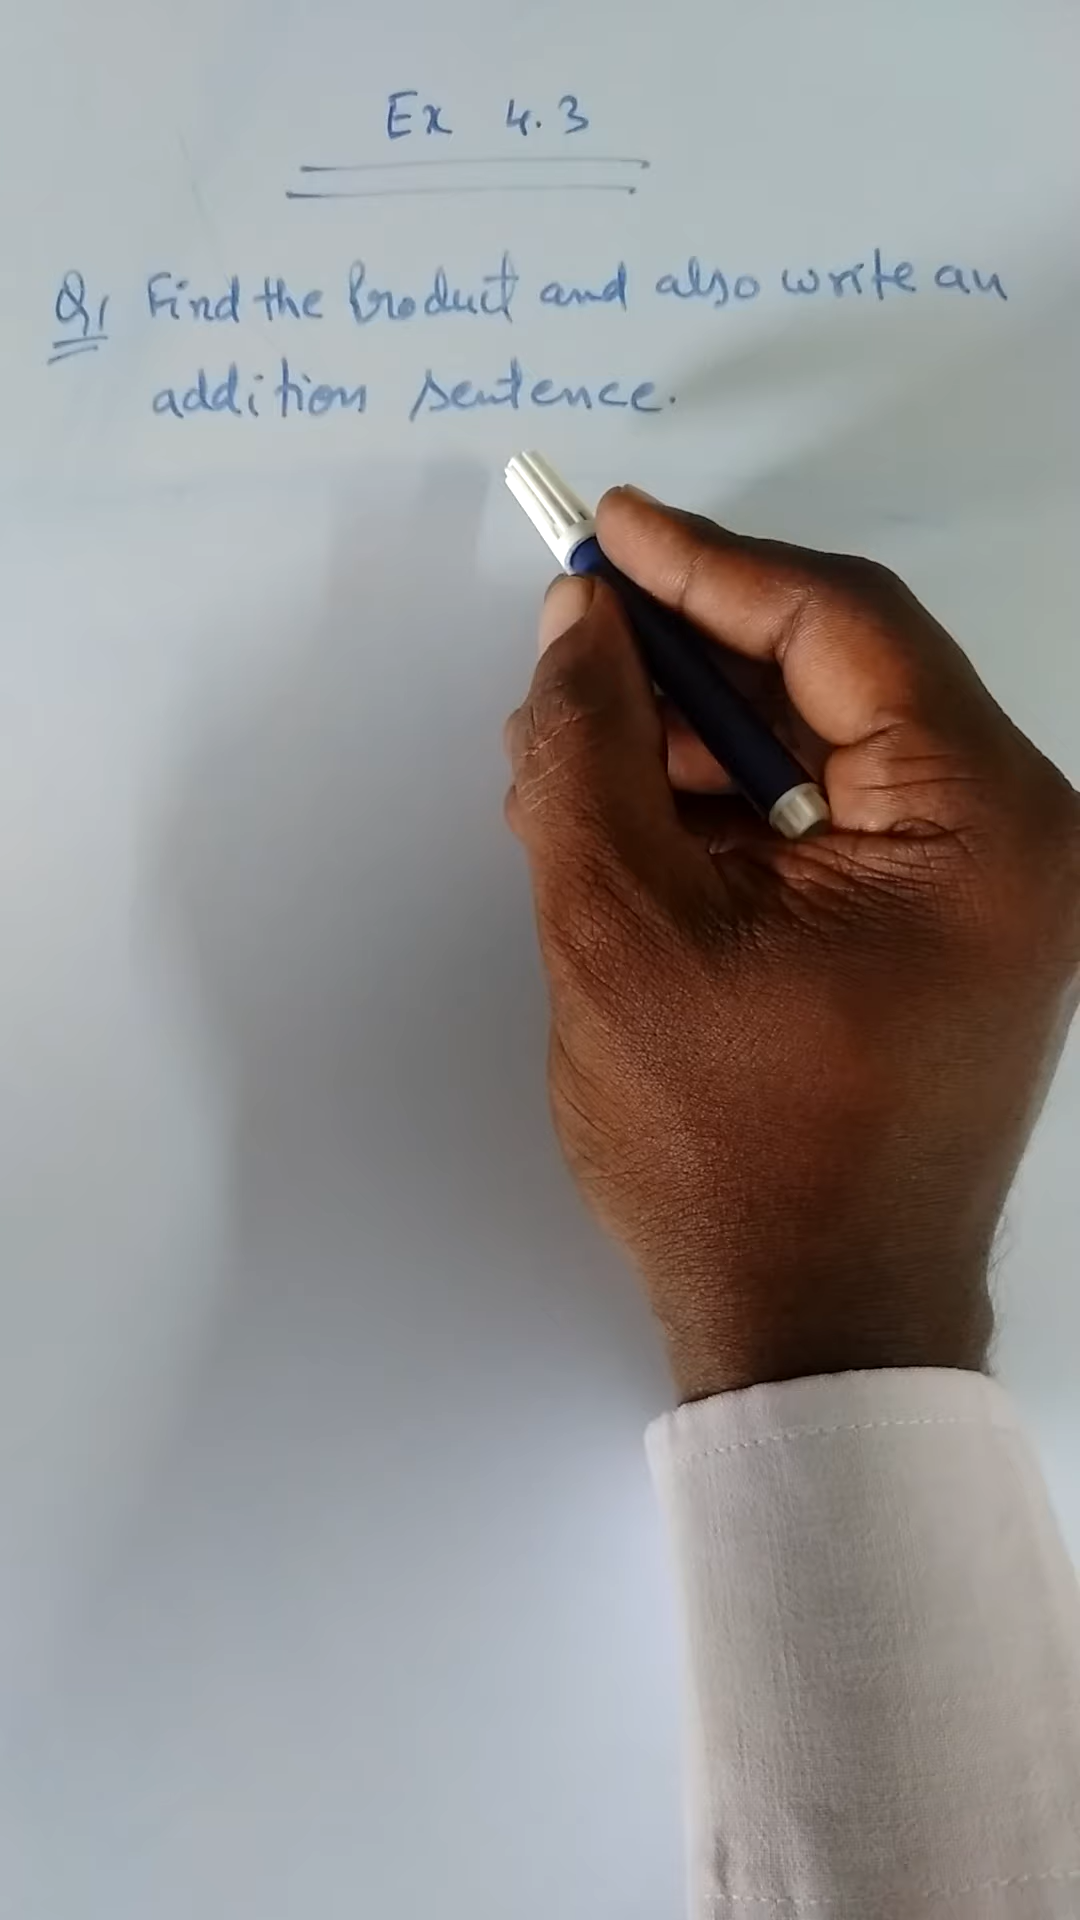 Ex 4.3
Q1 Find the Product and also write an
addition sentence.